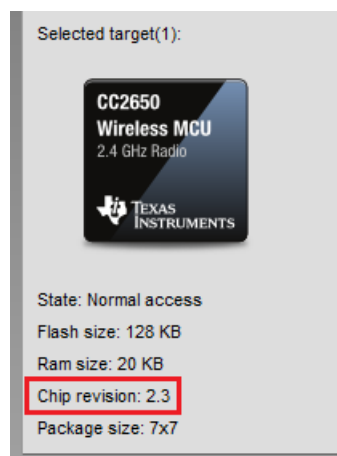 Selected target(1):
CC2650
Wireless MCU
2.4 GHz Radio
TEXAS
INSTRUMENTS
State: Normal access
Flash size: 128 KB
Ram size: 20 KB
Chip revision: 2.3
Package size: 7x7